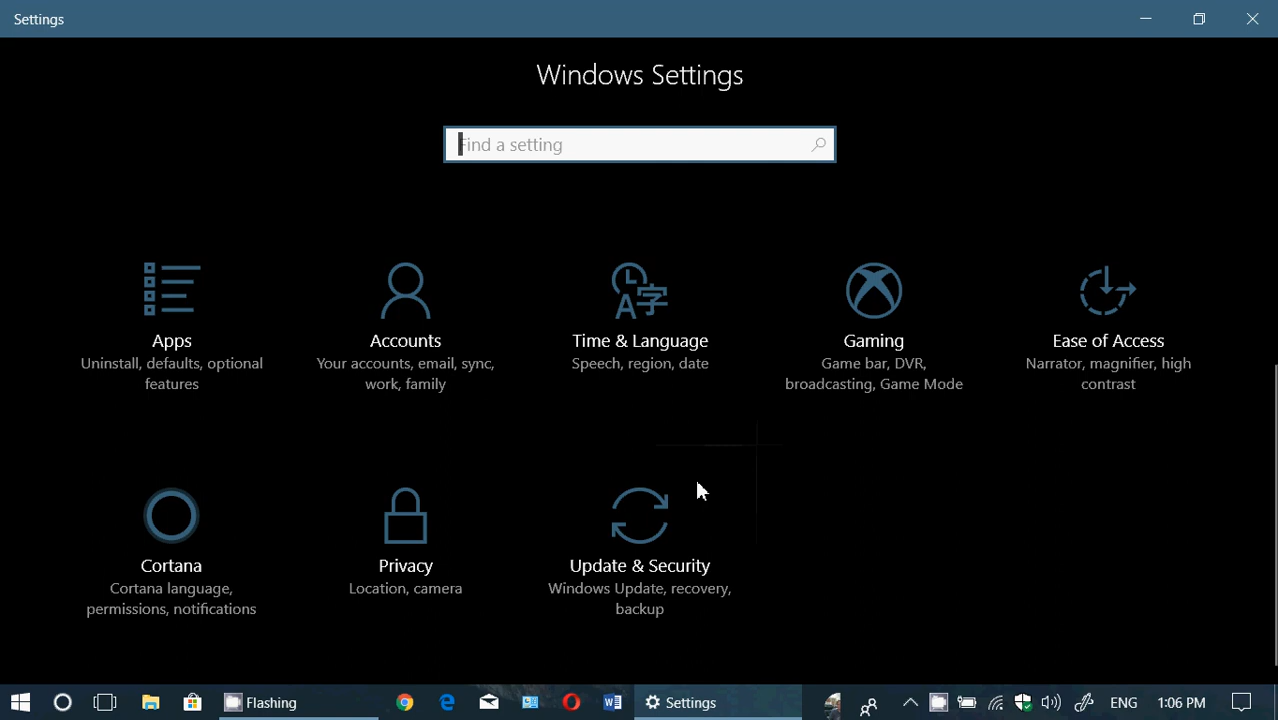 Settings
Windows Settings
Find a setting
Apps
Uninstall, defaults, optional
features
Accounts
Your accounts, email, sync,
work, family
Time & Language
Speech, region, date
Gaming
Game bar, DVR,
broadcasting, Game Mode
Ease of Access
Narrator, magnifier, high
contrast
Cortana
Cortana language,
permissions, notifications
Privacy
Location, camera
Update & Security
Windows Update, recovery,
backup
Flashing
Settings
ENG
1:06 PM